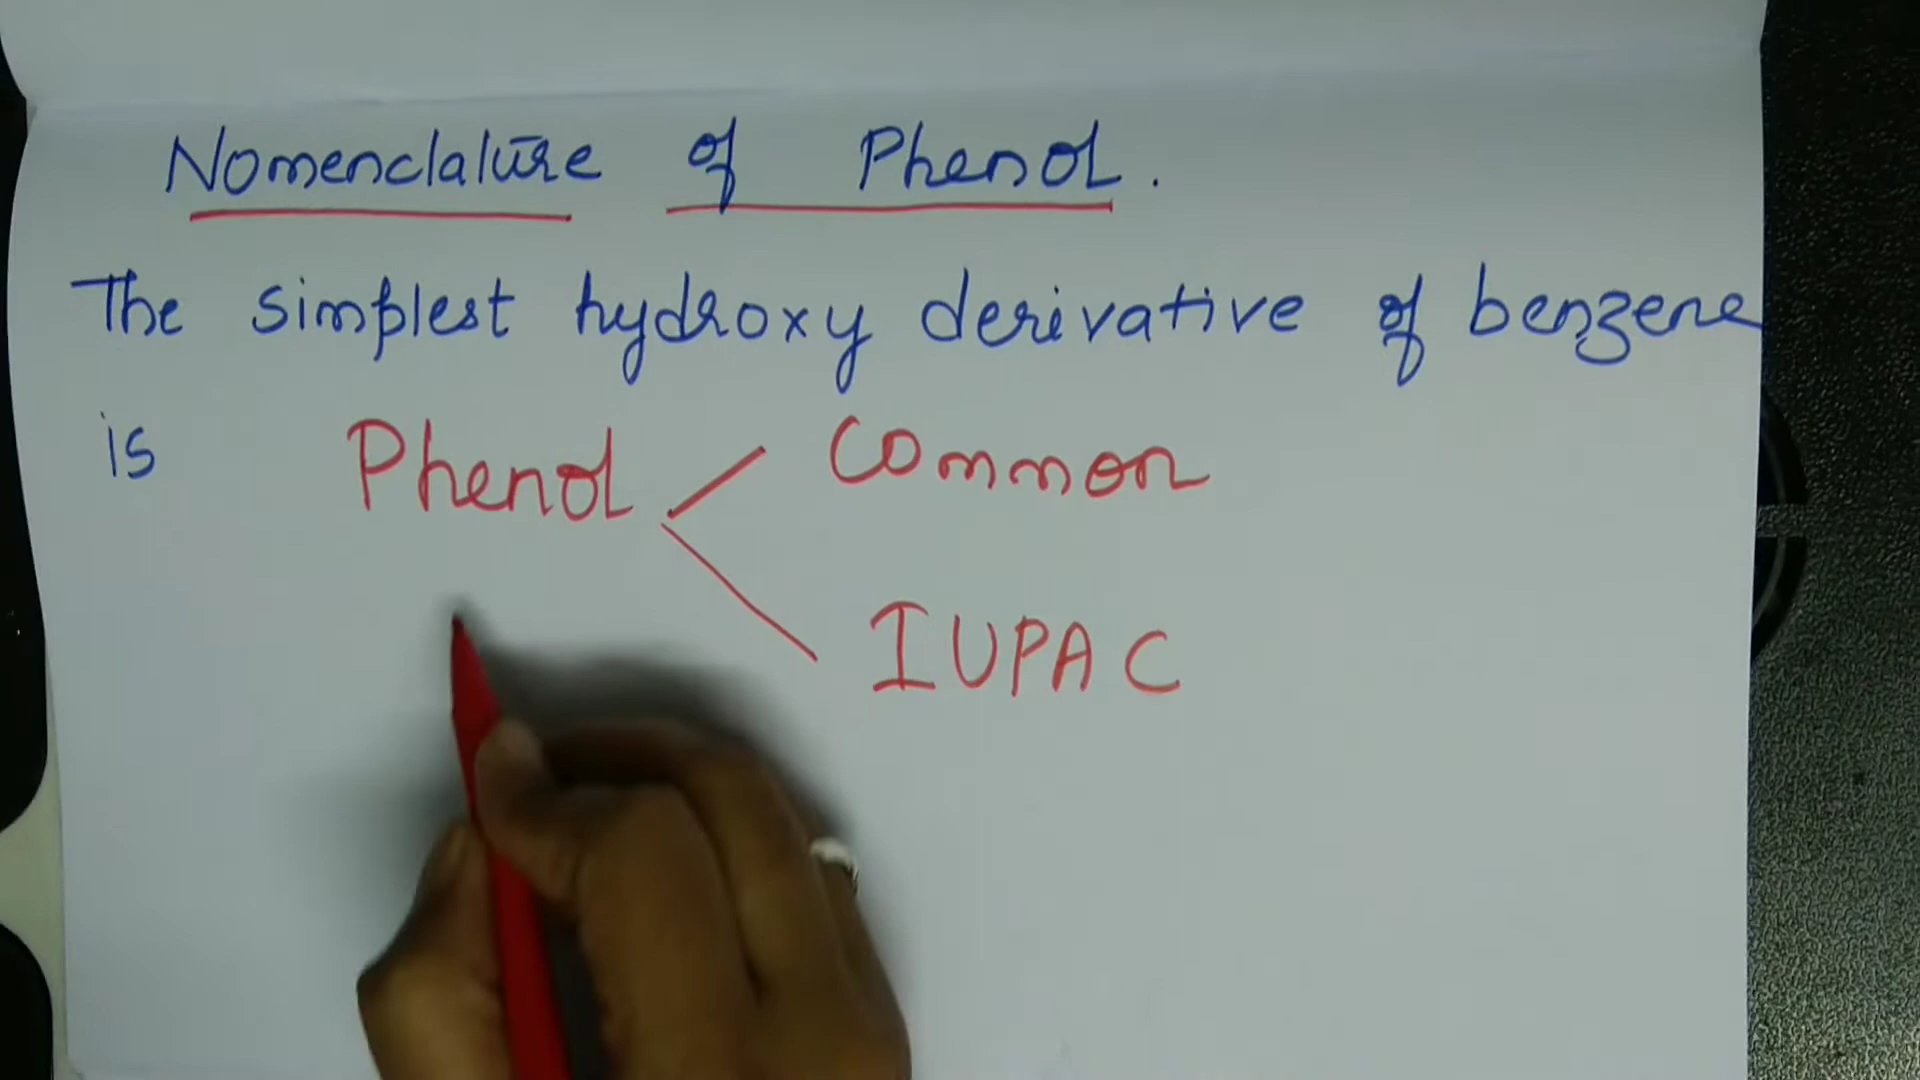 Nomenclature of Phenol.
The simplest hydroxy derivative of benzene
is Phenol Common
IUPAC